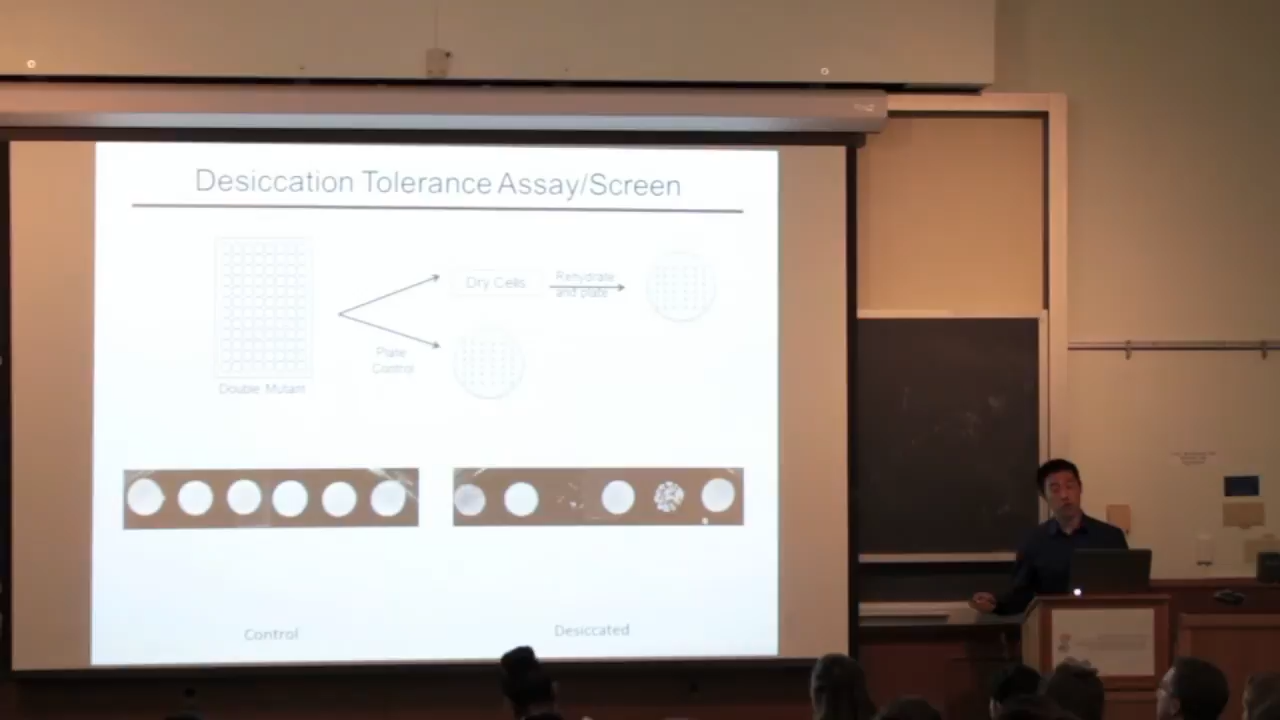 Desiccation Tolerance Assay/Screen
Dry Cells
Rehydrate
and plate
Plate
Control
Double Mutant
Control
Desiccated